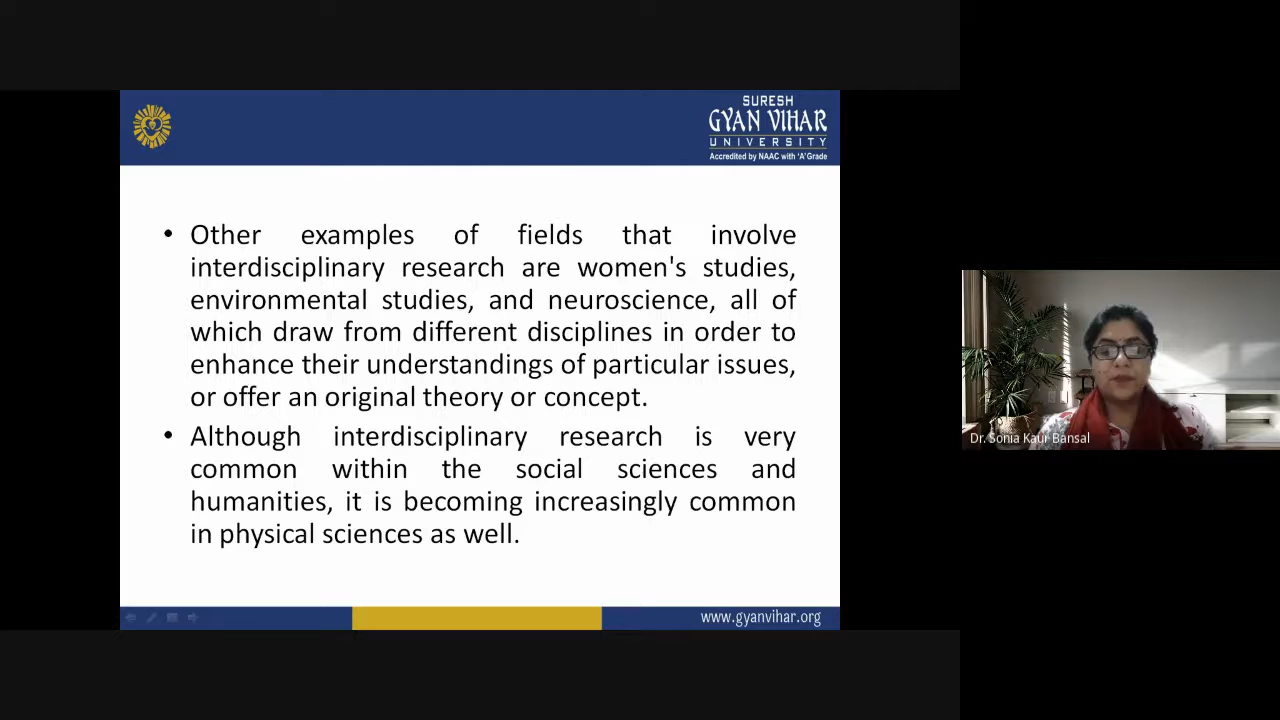 SURESH
GYAN VIHAR
UNIVERSITY
Accredited by NAAC with 'A' Grade
• Other examples of fields that involve
interdisciplinary research are women's studies,
environmental studies, and neuroscience, all of
which draw from different disciplines in order to
enhance their understandings of particular issues,
or offer an original theory or concept.
• Although interdisciplinary research is very
common within the social sciences and
humanities, it is becoming increasingly common
in physical sciences as well.
www.gyanvihar.org
Dr. Sonia Kaur Bansal